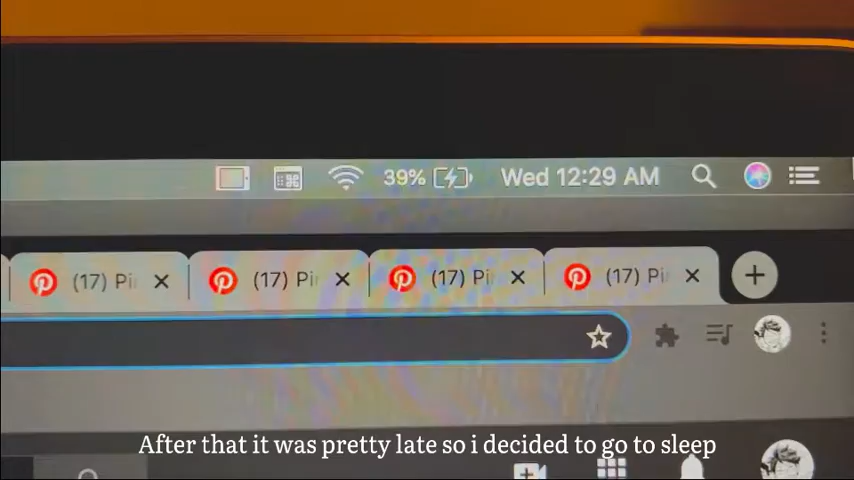 39% Wed 12:29 AM
(17) Pi (17) Pi (17) Pi (17) Pi
After that it was pretty late so i decided to go to sleep